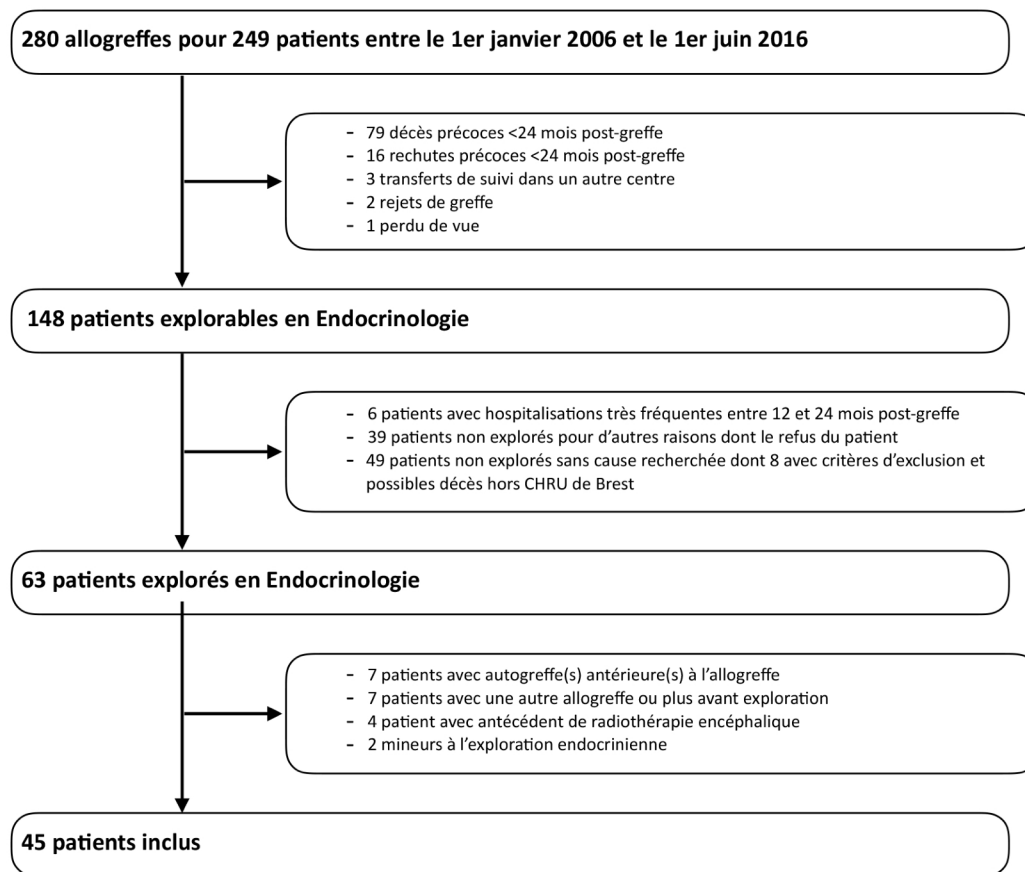 280 allogreffes pour 249 patients entre le 1er janvier 2006 et le 1er juin 2016
- 79 décès précoces <24 mois post-greffe
- 16 rechutes précoces <24 mois post-greffe
- 3 transferts de suivi dans un autre centre
- 2 rejets de greffe
- 1 perdu de vue
148 patients explorables en Endocrinologie
- 6 patients avec hospitalisations très fréquentes entre 12 et 24 mois post-greffe
- 39 patients non explorés pour d'autres raisons dont le refus du patient
- 49 patients non explorés sans cause recherchée dont 8 avec critères d'exclusion et
possibles décès hors CHRU de Brest
63 patients explorés en Endocrinologie
- 7 patients avec autogreffe(s) antérieure(s) à l'allogreffe
- 7 patients avec une autre allogreffe ou plus avant exploration
- 4 patient avec antécédent de radiothérapie encéphalique
- 2 mineurs à l'exploration endocrinienne
45 patients inclus